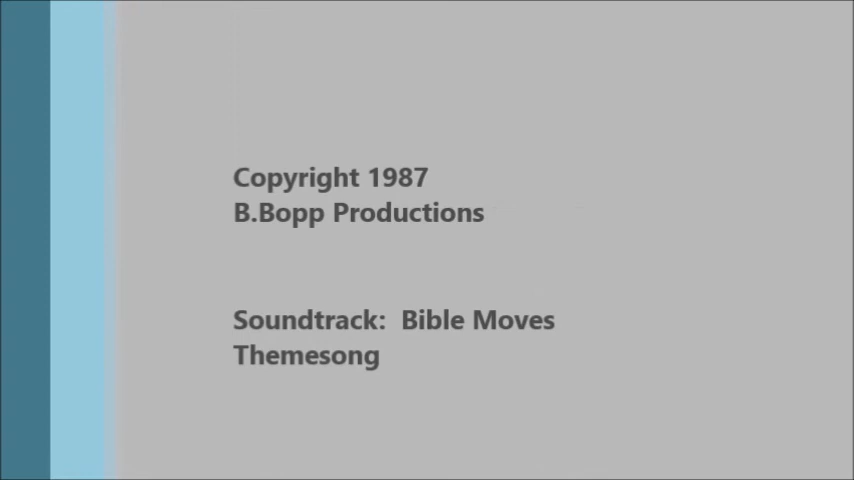 Copyright 1987
B.Bopp Productions
Soundtrack:  Bible Moves
Themesong